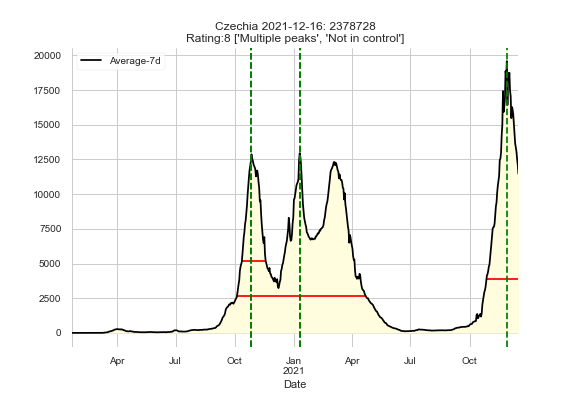 Czechia 2021-12-16: 2378728
Rating:8 ['Multiple peaks', 'Not in control']
Average-7d
20000
17500
15000
12500
10000
7500
5000
2500
0
Apr Jul Oct Jan Apr Jul Oct
2021
Date